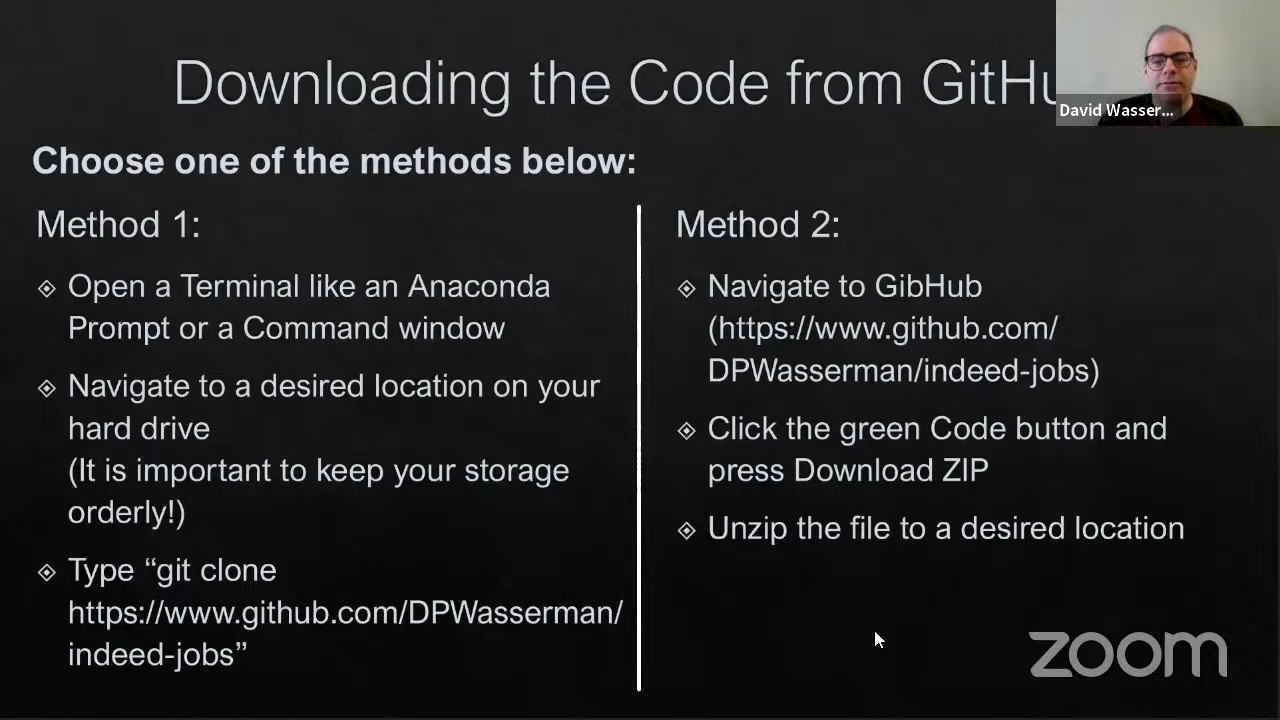 Downloading the Code from GitHu
David Wasser...
Choose one of the methods below:
Method 1:
Open a Terminal like an Anaconda
Prompt or a Command window
Navigate to a desired location on your
hard drive
(It is important to keep your storage
orderly!)
Type “git clone
https://www.github.com/DPWasserman/
indeed-jobs”
Method 2:
Navigate to GibHub
(https://www.github.com/
DPWasserman/indeed-jobs)
Click the green Code button and
press Download ZIP
Unzip the file to a desired location
zoom